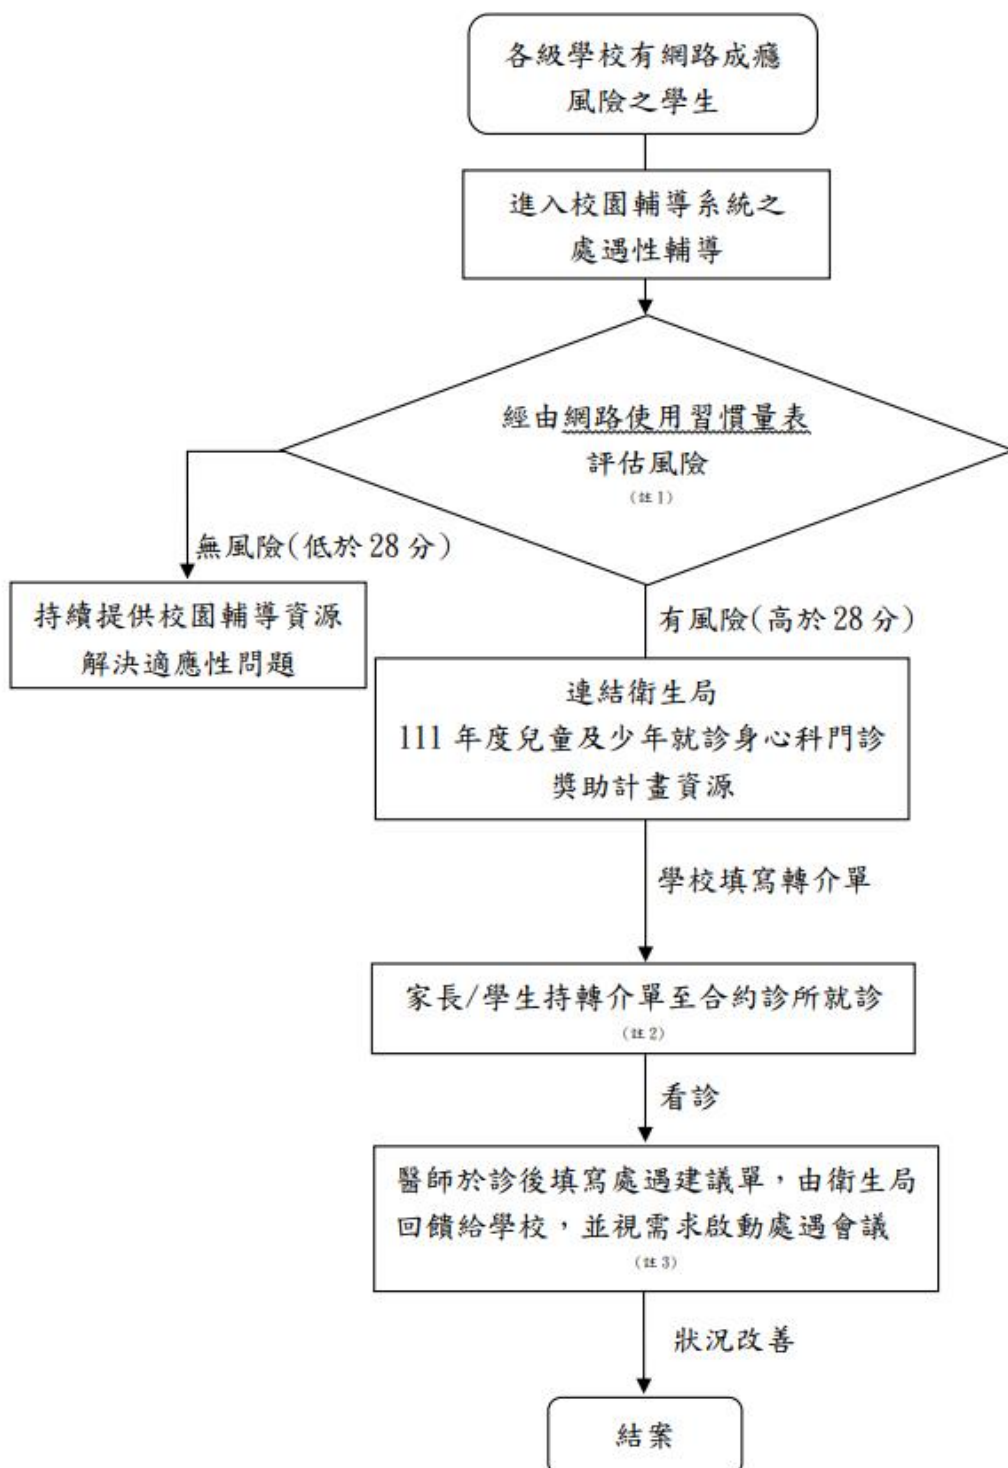 各級學校有網路成癮
風險之學生
進入校園輔導系統之
處遇性輔導
經由網路使用習慣量表
評估風險
(註1)
無風險(低於28分)
持續提供校園輔導資源
解決適應性問題
有風險(高於28分)
連結衛生局
111年度兒童及少年就診身心科門診
獎助計畫資源
學校填寫轉介單
家長/學生持轉介單至合約診所就診
(註2)
看診
醫師於診後填寫處遇建議單，由衛生局
回饋給學校，並視需求啟動處遇會議
(註3)
狀況改善
結案